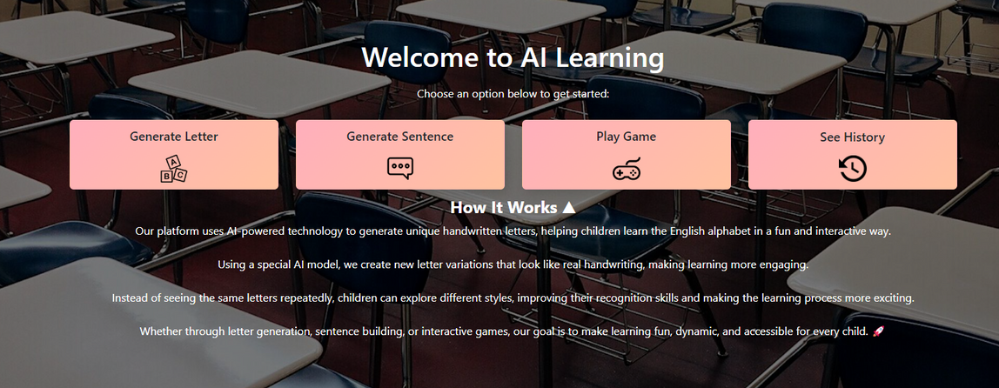 Welcome to AI Learning
Choose an option below to get started:
Generate Letter
Generate Sentence
Play Game
See History
A
B C
How It Works ▲
Our platform uses AI-powered technology to generate unique handwritten letters, helping children learn the English alphabet in a fun and interactive way.
Using a special AI model, we create new letter variations that look like real handwriting, making learning more engaging.
Instead of seeing the same letters repeatedly, children can explore different styles, improving their recognition skills and making the learning process more exciting.
Whether through letter generation, sentence building, or interactive games, our goal is to make learning fun, dynamic, and accessible for every child. 🚀